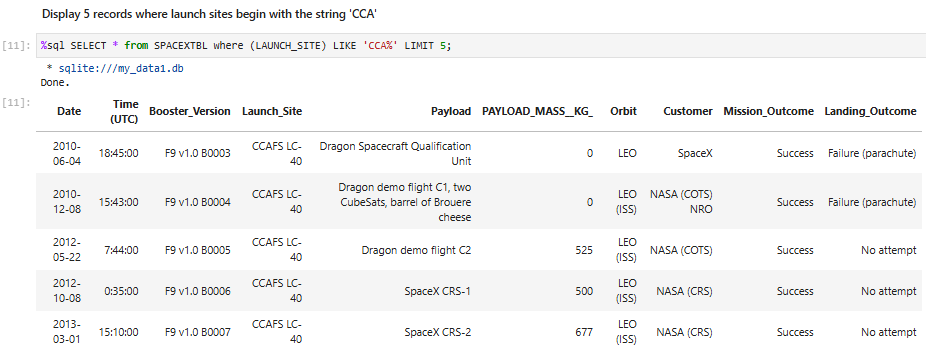 Display 5 records where launch sites begin with the string 'CCA'
[11]: %sql SELECT * from SPACEXTBL where (LAUNCH_SITE) LIKE 'CCA%' LIMIT 5;
* sqlite:///my_data1.db
Done.
[11]:
Date Time (UTC) Booster_Version Launch_Site Payload PAYLOAD_MASS__KG_ Orbit Customer Mission_Outcome Landing_Outcome
2010-06-04 18:45:00 F9 v1.0 B0003 CCAFS LC-40 Dragon Spacecraft Qualification Unit 0 LEO SpaceX Success Failure (parachute)
2010-12-08 15:43:00 F9 v1.0 B0004 CCAFS LC-40 Dragon demo flight C1, two CubeSats, barrel of Brouere cheese 0 LEO (ISS) NASA (COTS) NRO Success Failure (parachute)
2012-05-22 7:44:00 F9 v1.0 B0005 CCAFS LC-40 Dragon demo flight C2 525 LEO (ISS) NASA (COTS) Success No attempt
2012-10-08 0:35:00 F9 v1.0 B0006 CCAFS LC-40 SpaceX CRS-1 500 LEO (ISS) NASA (CRS) Success No attempt
2013-03-01 15:10:00 F9 v1.0 B0007 CCAFS LC-40 SpaceX CRS-2 677 LEO (ISS) NASA (CRS) Success No attempt